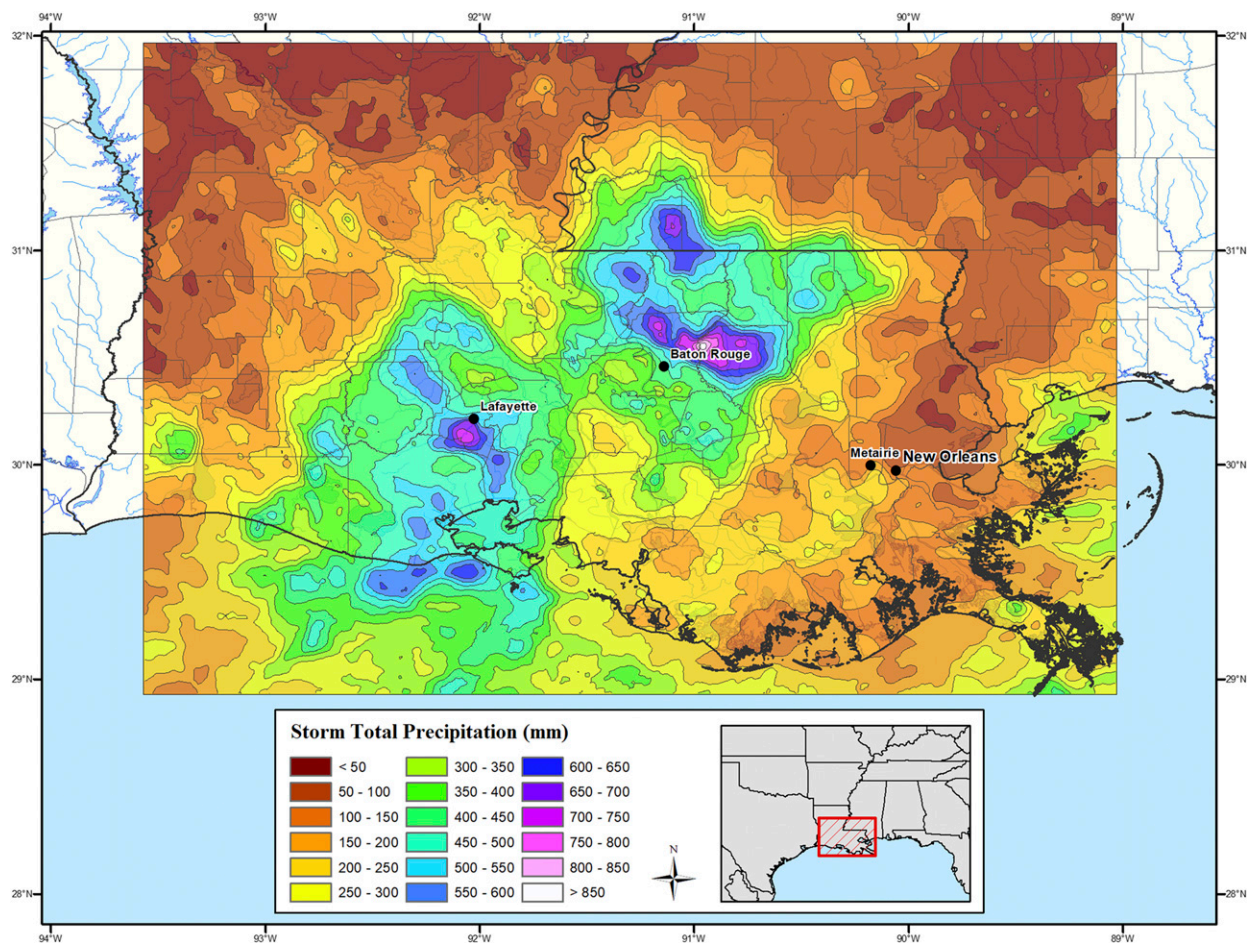 94°W 93°W 92°W 91°W 90°W 89°W
32°N 32°N
31°N 31°N
Baton Rouge
Lafayette
Metairie New Orleans
30°N 30°N
29°N 29°N
Storm Total Precipitation (mm)
< 50 300 - 350 600 - 650
50 - 100 350 - 400 650 - 700
100 - 150 400 - 450 700 - 750
150 - 200 450 - 500 750 - 800
200 - 250 500 - 550 800 - 850
250 - 300 550 - 600 > 850
N
28°N 28°N
94°W 93°W 92°W 91°W 90°W 89°W